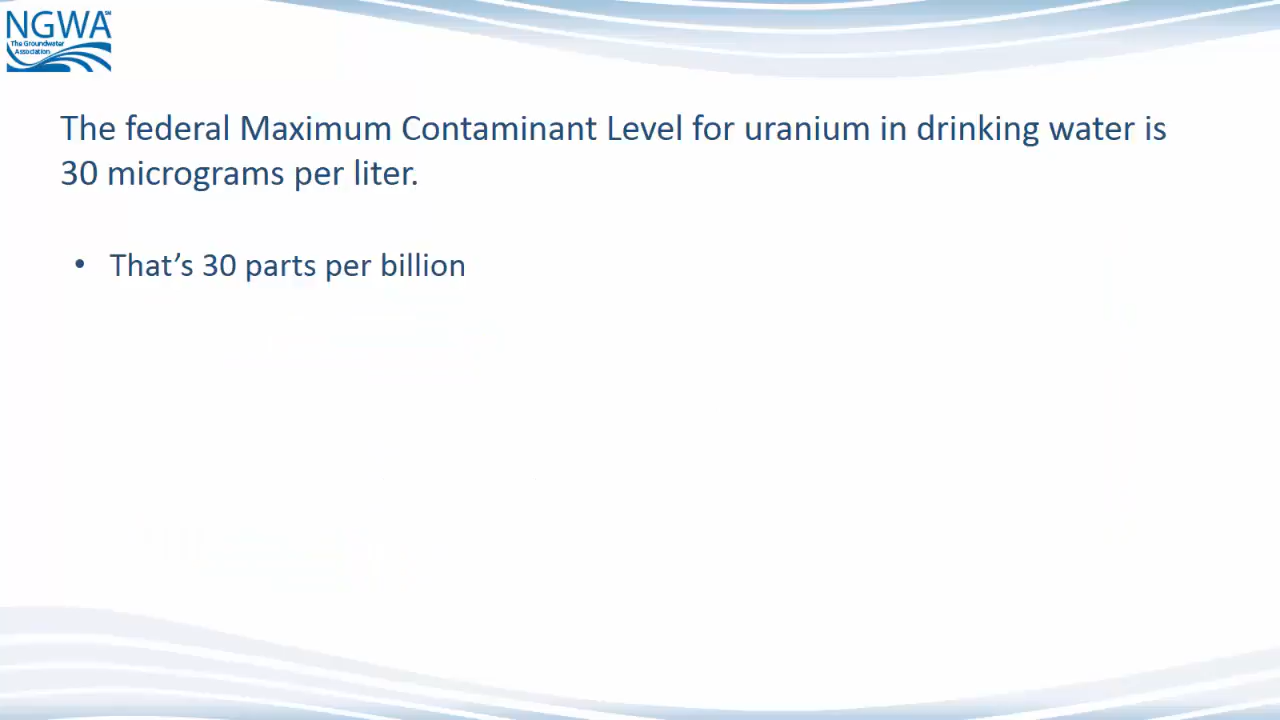 NGWA
The Groundwater
Association
The federal Maximum Contaminant Level for uranium in drinking water is
30 micrograms per liter.
• That’s 30 parts per billion